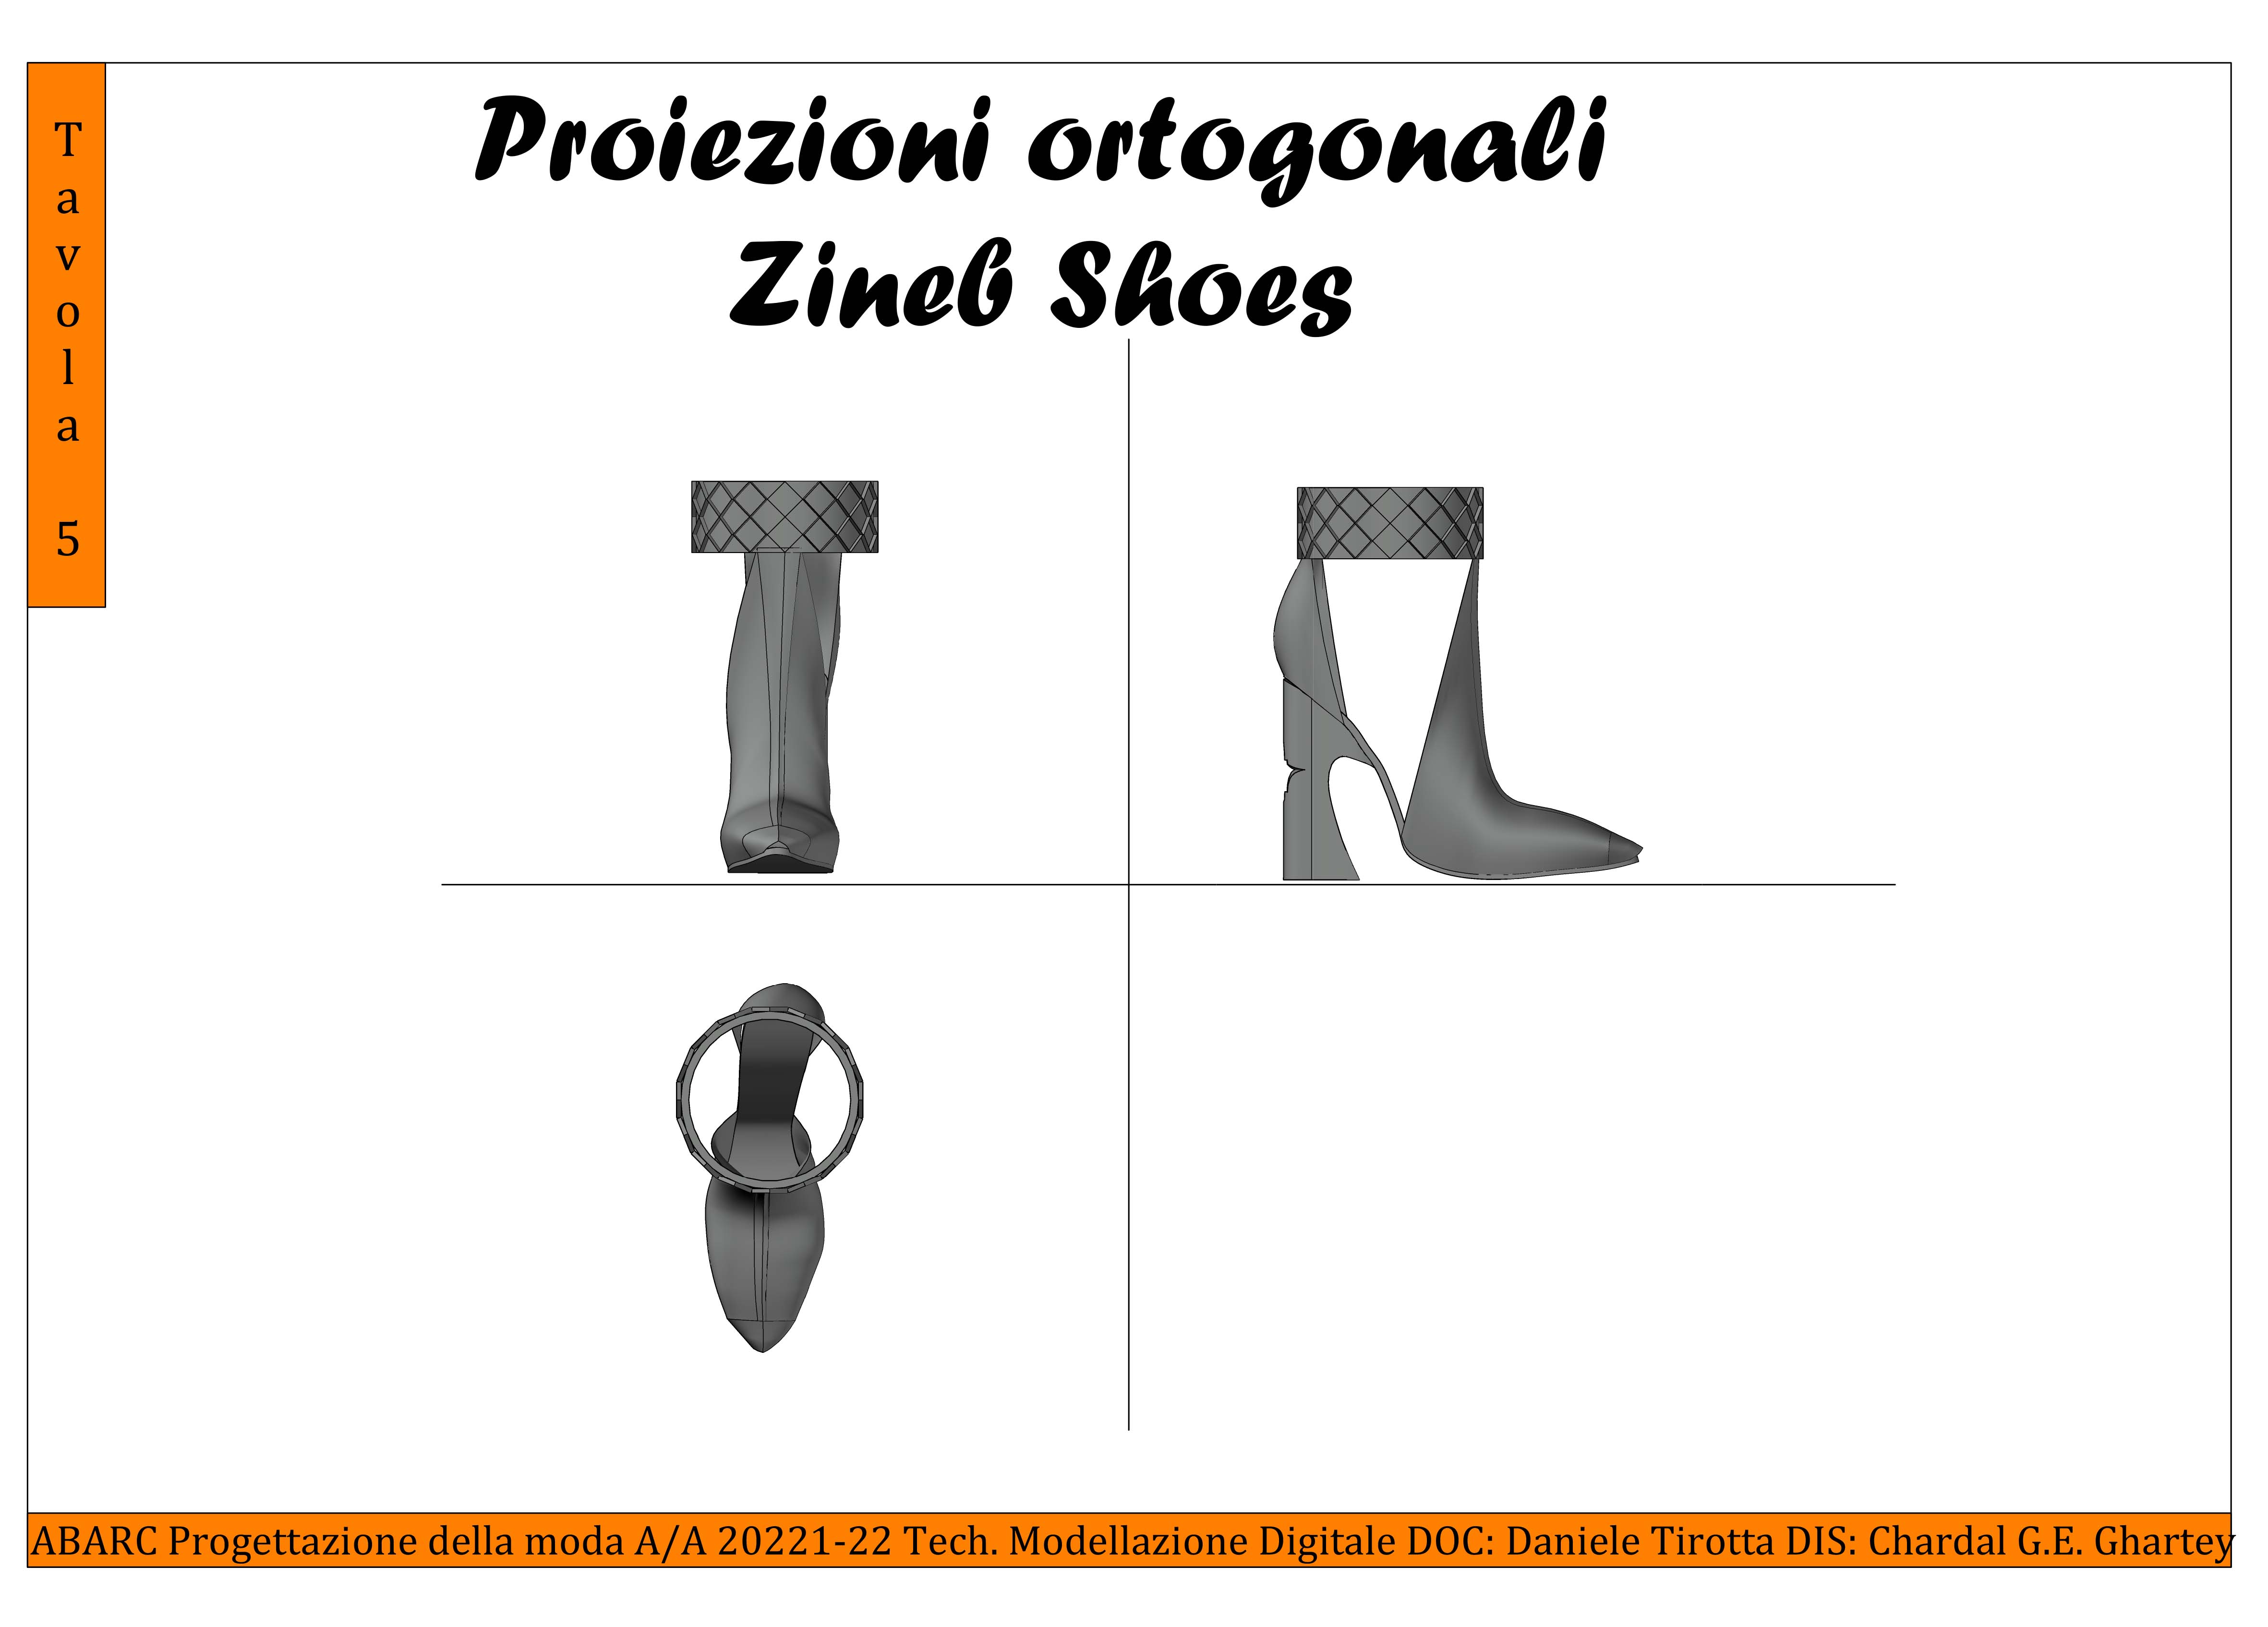 Proiezioni ortogonali
Zineb Shoes
Tavola 5
ABARC Progettazione della moda A/A 20221-22 Tech. Modellazione Digitale DOC: Daniele Tirotta DIS: Chardal G.E. Ghartey